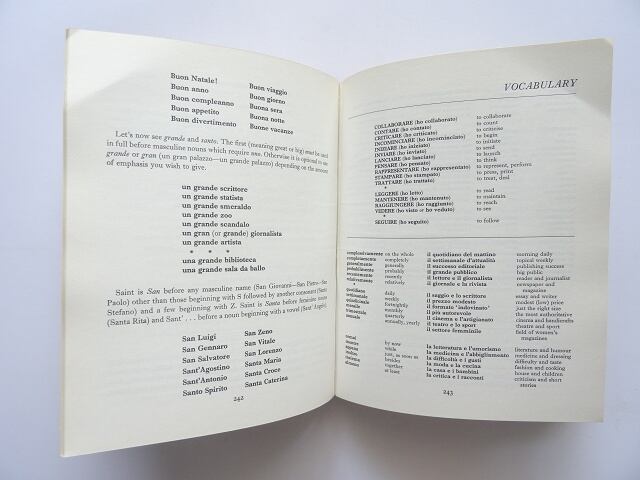 Buon Natale!
Buon anno
Buon compleanno
Buon appetito
Buon divertimento
Buon viaggio
Buon giorno
Buona sera
Buona notte
Buone vacanze
Let's now see grande and santo. The first (meaning great or big) must be used
in full before masculine nouns which require uno. Otherwise it is optional to use
grande or gran (un gran palazzo—un grande palazzo) depending on the amount
of emphasis you wish to give.
un grande scrittore
un grande statista
un grande smeraldo
un grande zoo
un grande scandalo
un gran (or grande) giornalista
un grande artista
* * *
una grande biblioteca
una grande sala da ballo
Saint is San before any masculine name (San Giovanni—San Pietro—San
Paolo) other than those beginning with S followed by another consonant (Santo
Stefano) and a few beginning with Z. Saint is Santa before feminine nouns
(Santa Rita) and Sant' . . . before a noun beginning with a vowel (Sant' Angelo).
San Luigi
San Gennaro
San Salvatore
Sant'Agostino
Sant'Antonio
Santo Spirito
San Zeno
San Vitale
San Lorenzo
Santa Maria
Santa Croce
Santa Caterina
242
VOCABULARY
COLLABORARE (ho collaborato) to collaborate
CONTARE (ho contato) to count
CRITICARE (ho criticato) to criticise
INCOMINCIARE (ho incominciato) to begin
INIZIARE (ho iniziato) to initiate
INVIARE (ho inviato) to send
LANCIARE (ho lanciato) to launch
PENSARE (ho pensato) to think
RAPPRESENTARE (ho rappresentato) to represent, perform
STAMPARE (ho stampato) to press, print
TRATTARE (ho trattato) to treat, deal
*
LEGGERE (ho letto) to read
MANTENERE (ho mantenuto) to maintain
RAGGIUNGERE (ho raggiunto) to reach
VEDERE (ho visto or ho veduto) to see
*
SEGUIRE (ho seguito) to follow
complessivamente on the whole il quotidiano del mattino morning daily
completamente completely il settimanale d'attualità topical weekly
generalmente generally il successo editoriale publishing success
probabilmente probably il grande pubblico big public
recentemente recently il lettore e il giornalista reader and journalist
relativamente relatively il giornale e la rivista newspaper and
magazine
*
quotidiano daily il saggio e lo scrittore essay and writer
settimanale weekly il prezzo modesto modest (low) price
quindicinale fortnightly il formato 'indovinato' just the right size
mensile monthly il più autorevole the most authoritative
trimestrale quarterly il cinema e l'artigianato cinema and handicrafts
annuale annually, yearly il teatro e lo sport theatre and sport
il settore femminile field of women's
magazines
ormai by now la letteratura e l'umorismo literature and humour
mentre while la medicina e l'abbigliamento medicine and dressing
appena just, as soon as la difficoltà e i gusti difficulty and taste
inoltre besides la moda e la cucina fashion and cooking
insieme together la casa e i bambini house and children
almeno at least la critica e i racconti criticism and short
stories
243